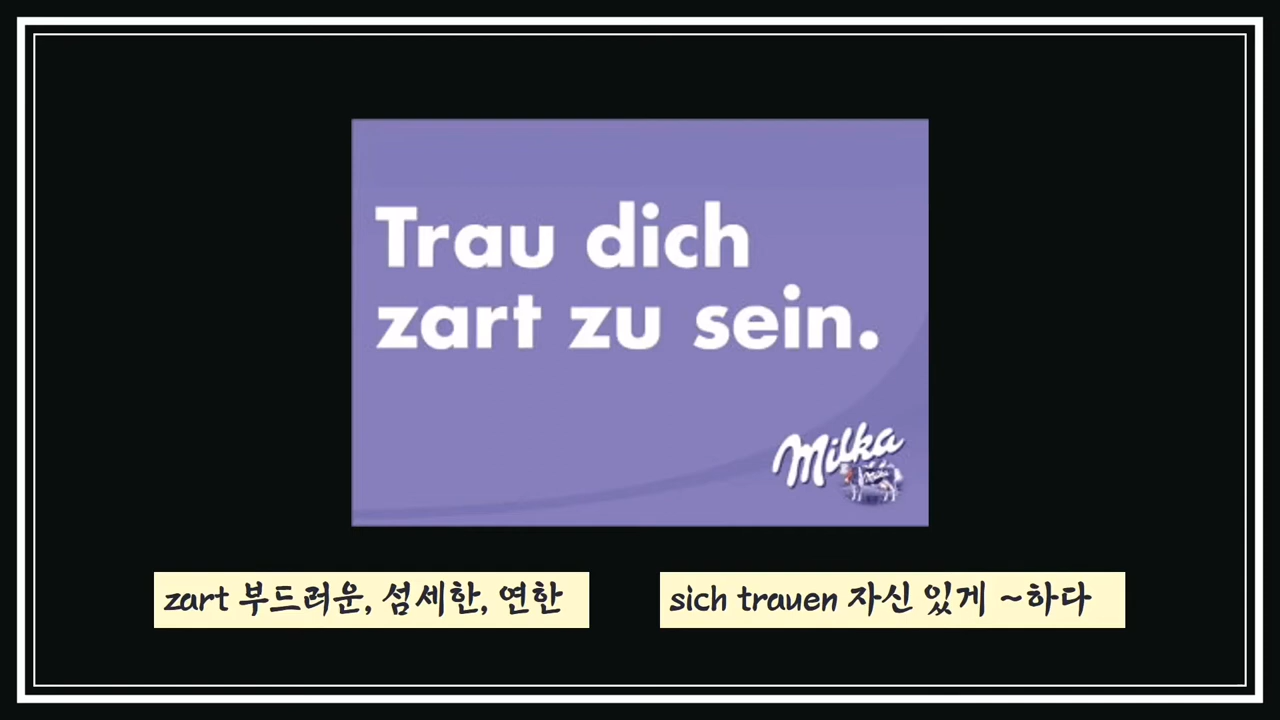 Trau dich
zart zu sein.
Milka
Milka
zart 부드러운, 섬세한, 연한
sich trauen 자신 있게 ~하다